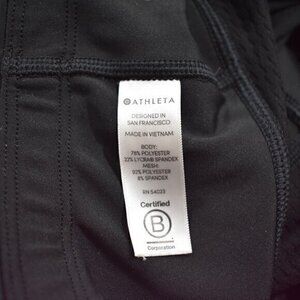 ATHLETA
DESIGNED IN
SAN FRANCISCO
MADE IN VIETNAM
BODY:
78% POLYESTER
22% LYCRA® SPANDEX
MESH:
92% POLYESTER
8% SPANDEX
RN 54023
Certified
B
Corporation